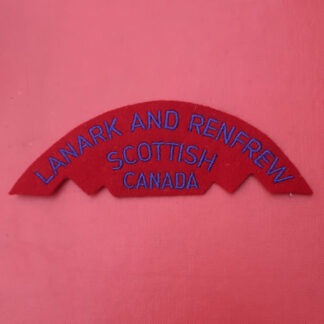 LANARK AND RENFREW
SCOTTISH
CANADA